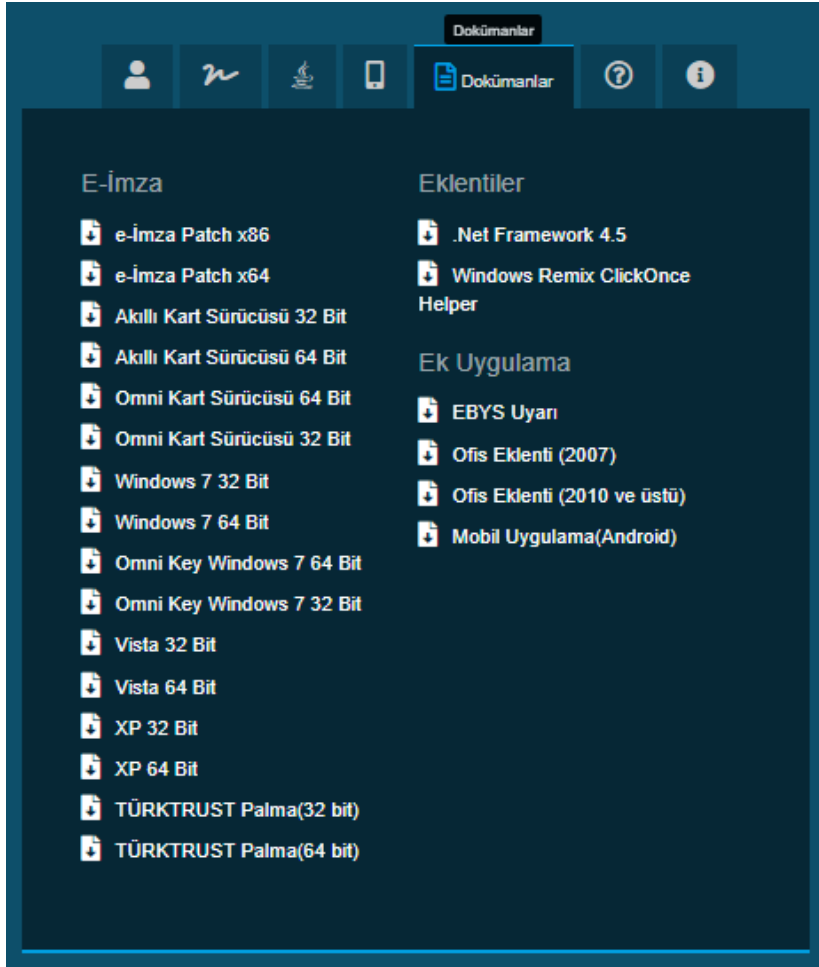 Dokümanlar
Dokümanlar
E-İmza
e-İmza Patch x86
e-İmza Patch x64
Akıllı Kart Sürücüsü 32 Bit
Akıllı Kart Sürücüsü 64 Bit
Omni Kart Sürücüsü 64 Bit
Omni Kart Sürücüsü 32 Bit
Windows 7 32 Bit
Windows 7 64 Bit
Omni Key Windows 7 64 Bit
Omni Key Windows 7 32 Bit
Vista 32 Bit
Vista 64 Bit
XP 32 Bit
XP 64 Bit
TÜRKTRUST Palma(32 bit)
TÜRKTRUST Palma(64 bit)
Eklentiler
.Net Framework 4.5
Windows Remix ClickOnce
Helper
Ek Uygulama
EBYS Uyarı
Ofis Eklenti (2007)
Ofis Eklenti (2010 ve üstü)
Mobil Uygulama(Android)